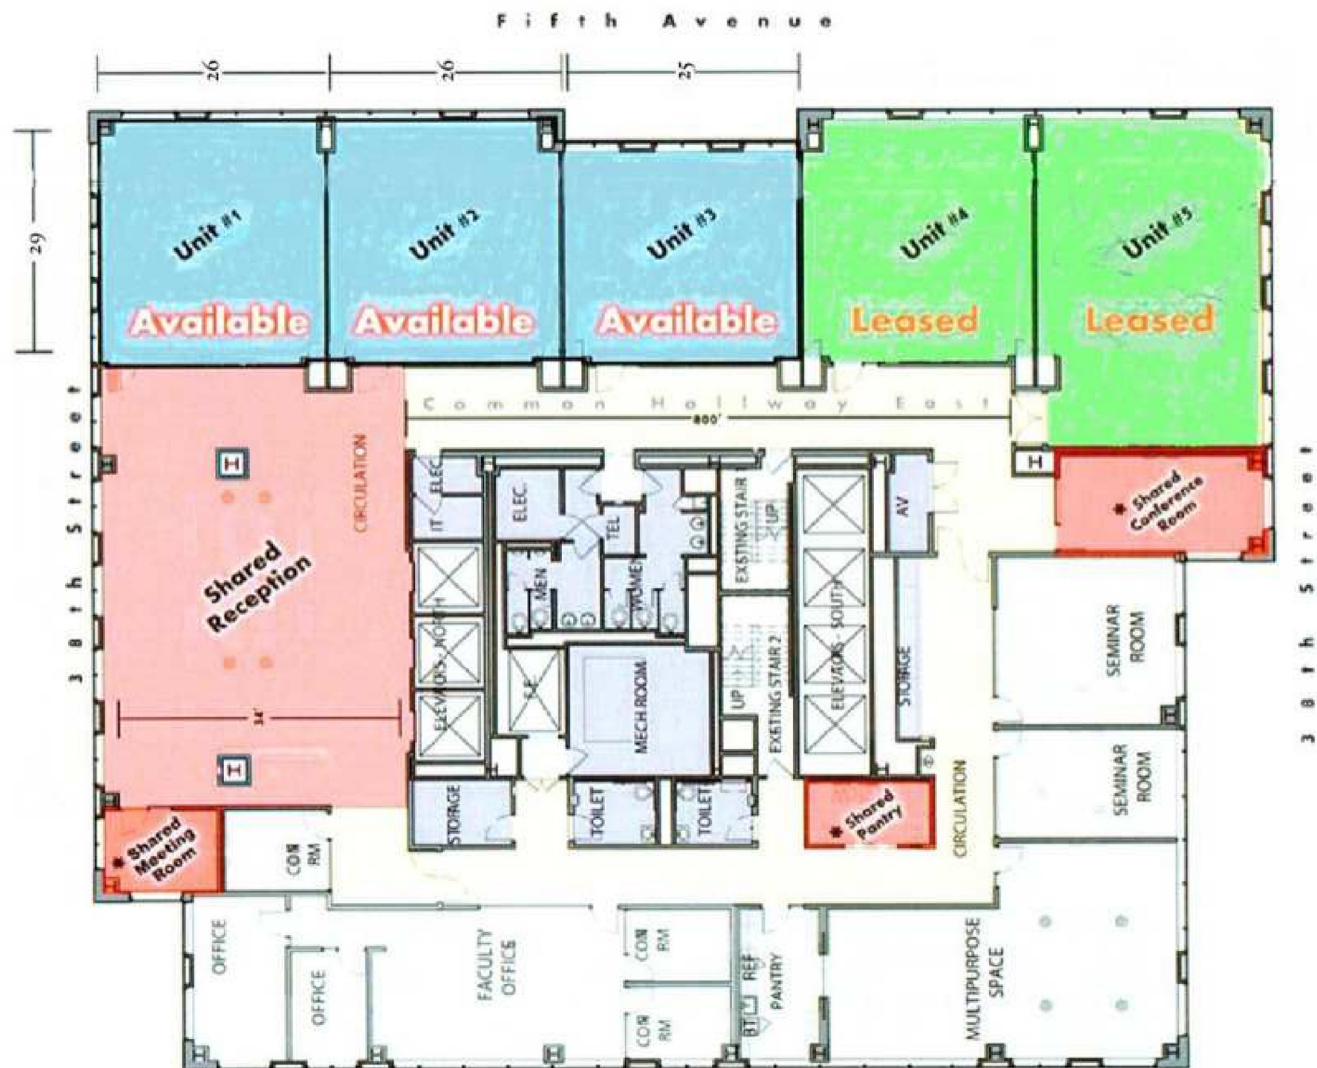 Fifth Avenue
26
26
25
29
Unit #1
Unit #2
Unit #3
Unit #4
Unit #5
Available
Available
Available
Leased
Leased
Common Hallway East
800'
38th Street
38th Street
CIRCULATION
Shared
Reception
34'
ELEC.
IT
ELEC.
TEL
MEN
WOMEN
EXISTING STAIR 1
UP
AV
* Shared
Conference
Room
ELEVATORS - NORTH
S.E.
MECH ROOM
UP
EXISTING STAIR 2
ELEVATORS - SOUTH
STORAGE
SEMINAR
ROOM
SEMINAR
ROOM
CIRCULATION
STORAGE
TOILET
TOILET
* Shared
Pantry
* Shared
Meeting
Room
CON
RM
OFFICE
OFFICE
FACULTY
OFFICE
CON
RM
CON
RM
REF
BT
PANTRY
MULTIPURPOSE
SPACE